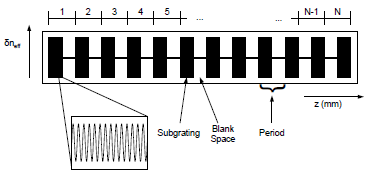 1 2 3 4 5 ... ... N-1 N
δn_eff
Subgrating Blank Space Period z (mm)